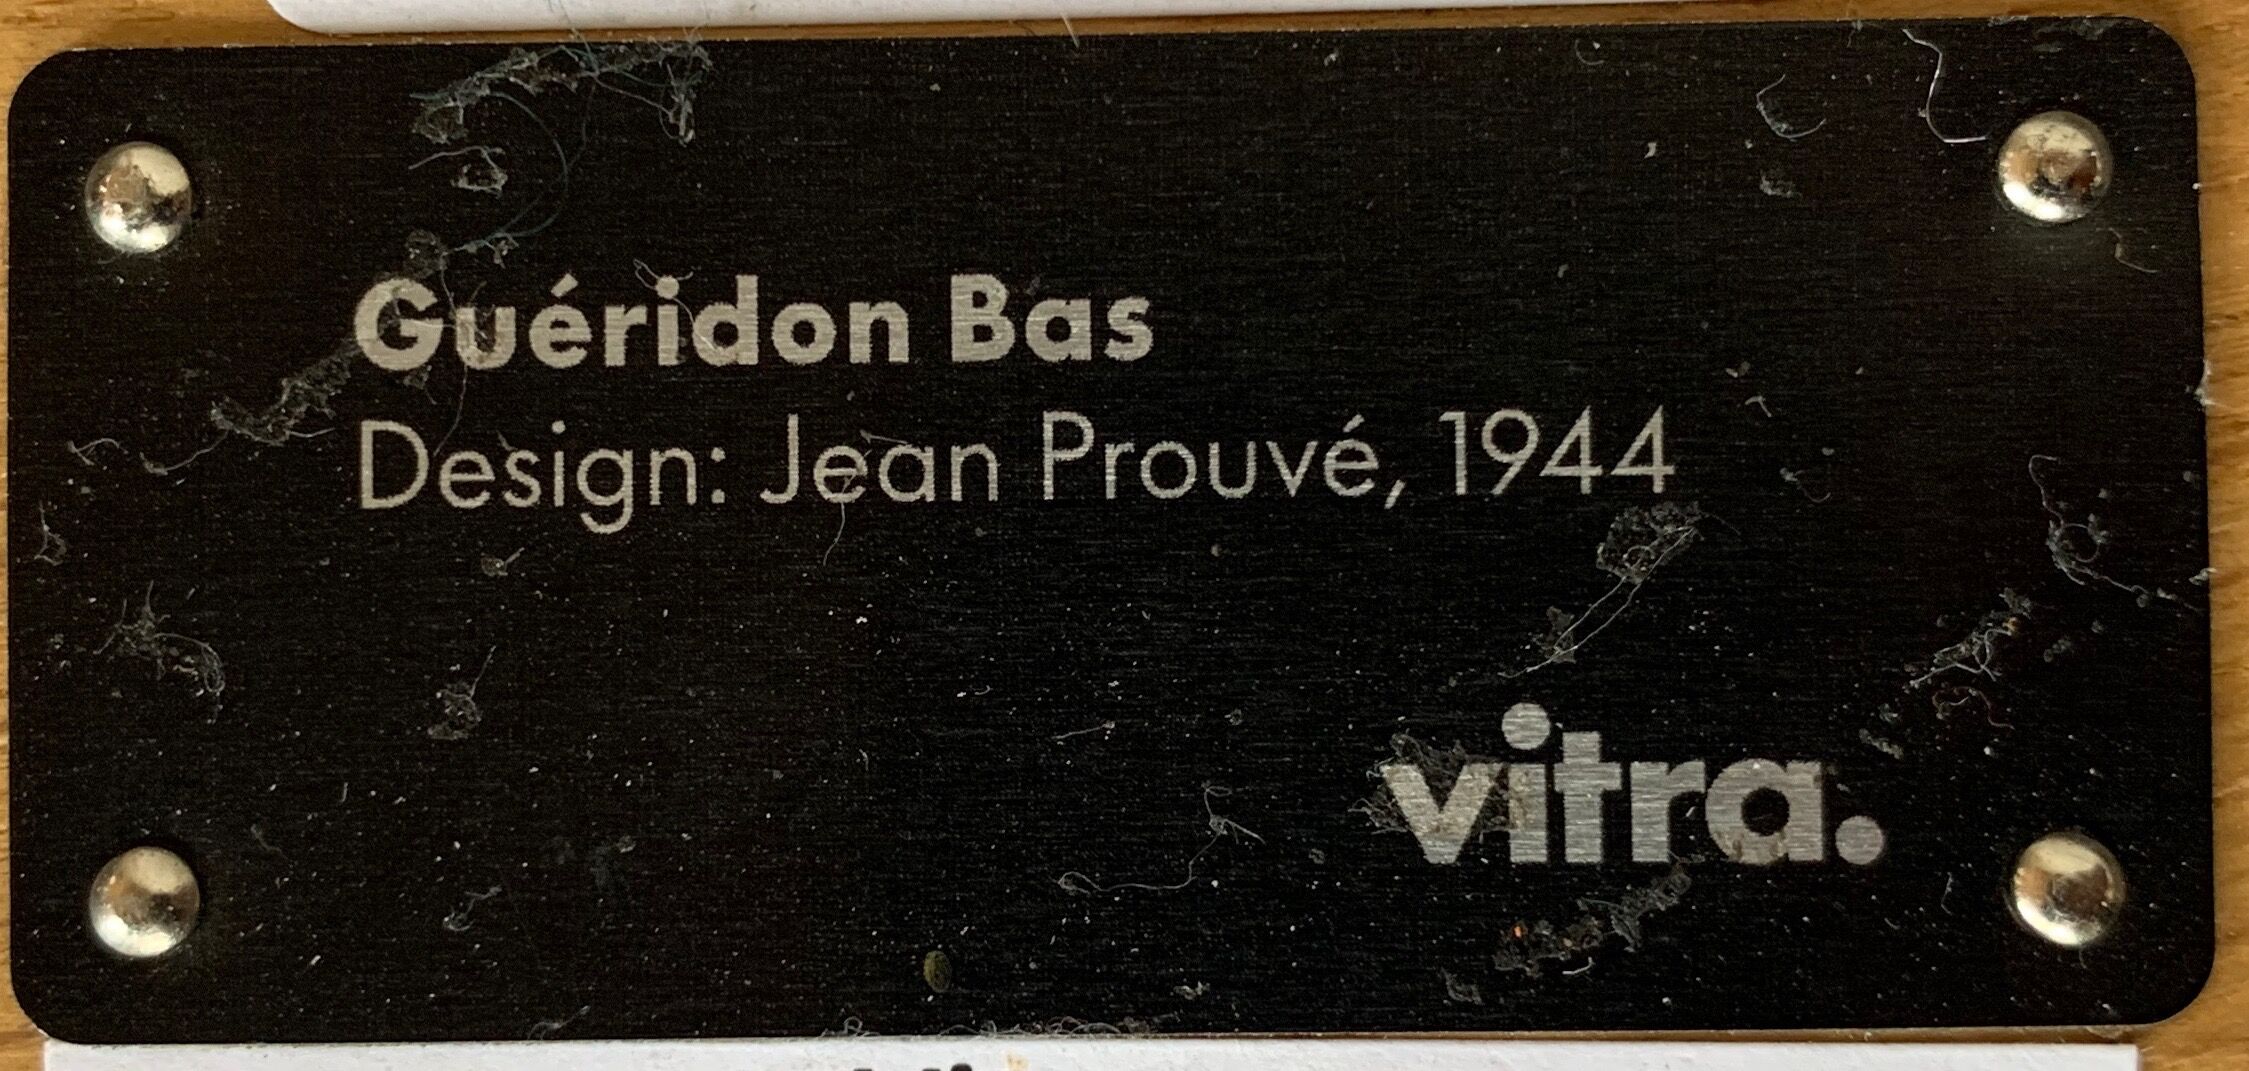 Guéridon Bas
Design: Jean Prouvé, 1944
vitra.